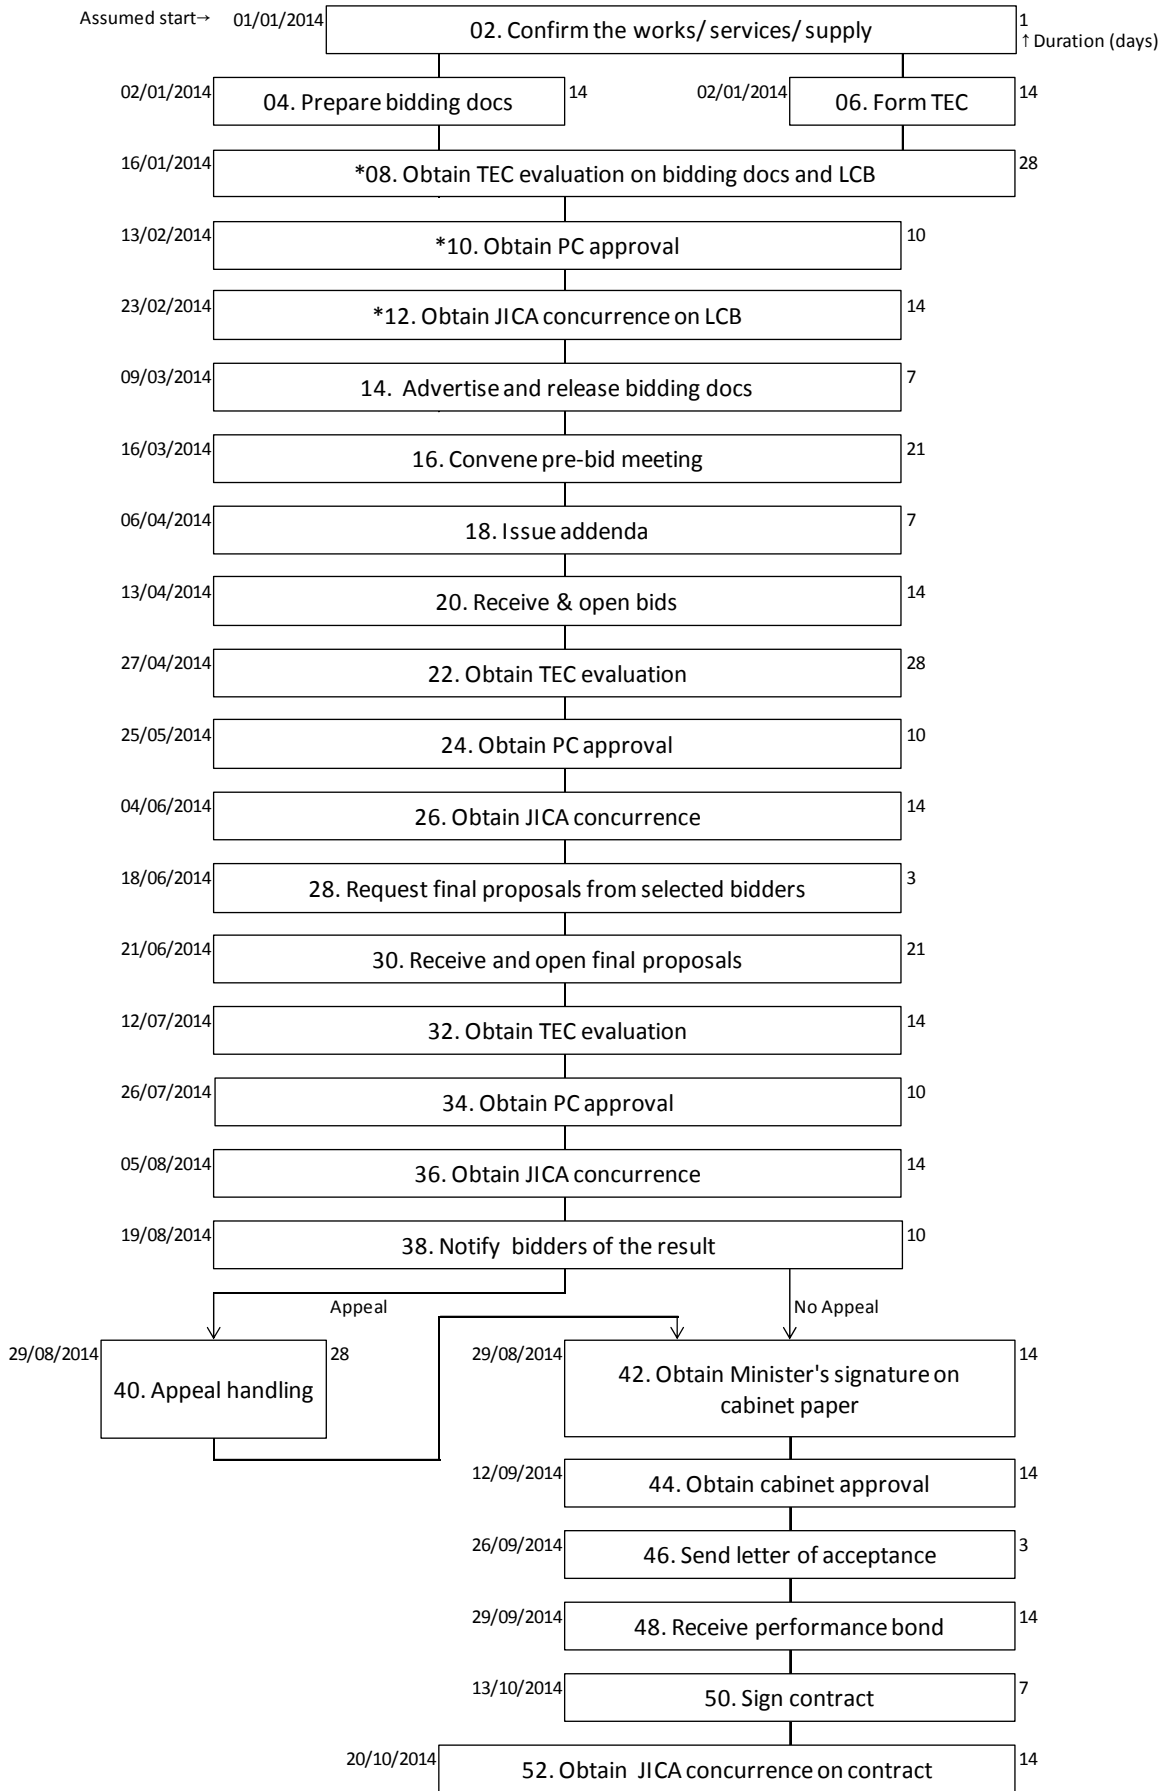 Assumed start→ 01/01/2014 02. Confirm the works/ services/ supply 1
↑ Duration (days)
02/01/2014 04. Prepare bidding docs 14 02/01/2014 06. Form TEC 14
16/01/2014 *08. Obtain TEC evaluation on bidding docs and LCB 28
13/02/2014 *10. Obtain PC approval 10
23/02/2014 *12. Obtain JICA concurrence on LCB 14
09/03/2014 14. Advertise and release bidding docs 7
16/03/2014 16. Convene pre-bid meeting 21
06/04/2014 18. Issue addenda 7
13/04/2014 20. Receive & open bids 14
27/04/2014 22. Obtain TEC evaluation 28
25/05/2014 24. Obtain PC approval 10
04/06/2014 26. Obtain JICA concurrence 14
18/06/2014 28. Request final proposals from selected bidders 3
21/06/2014 30. Receive and open final proposals 21
12/07/2014 32. Obtain TEC evaluation 14
26/07/2014 34. Obtain PC approval 10
05/08/2014 36. Obtain JICA concurrence 14
19/08/2014 38. Notify bidders of the result 10
Appeal No Appeal
29/08/2014 40. Appeal handling 28 29/08/2014 42. Obtain Minister's signature on 14
cabinet paper
12/09/2014 44. Obtain cabinet approval 14
26/09/2014 46. Send letter of acceptance 3
29/09/2014 48. Receive performance bond 14
13/10/2014 50. Sign contract 7
20/10/2014 52. Obtain JICA concurrence on contract 14